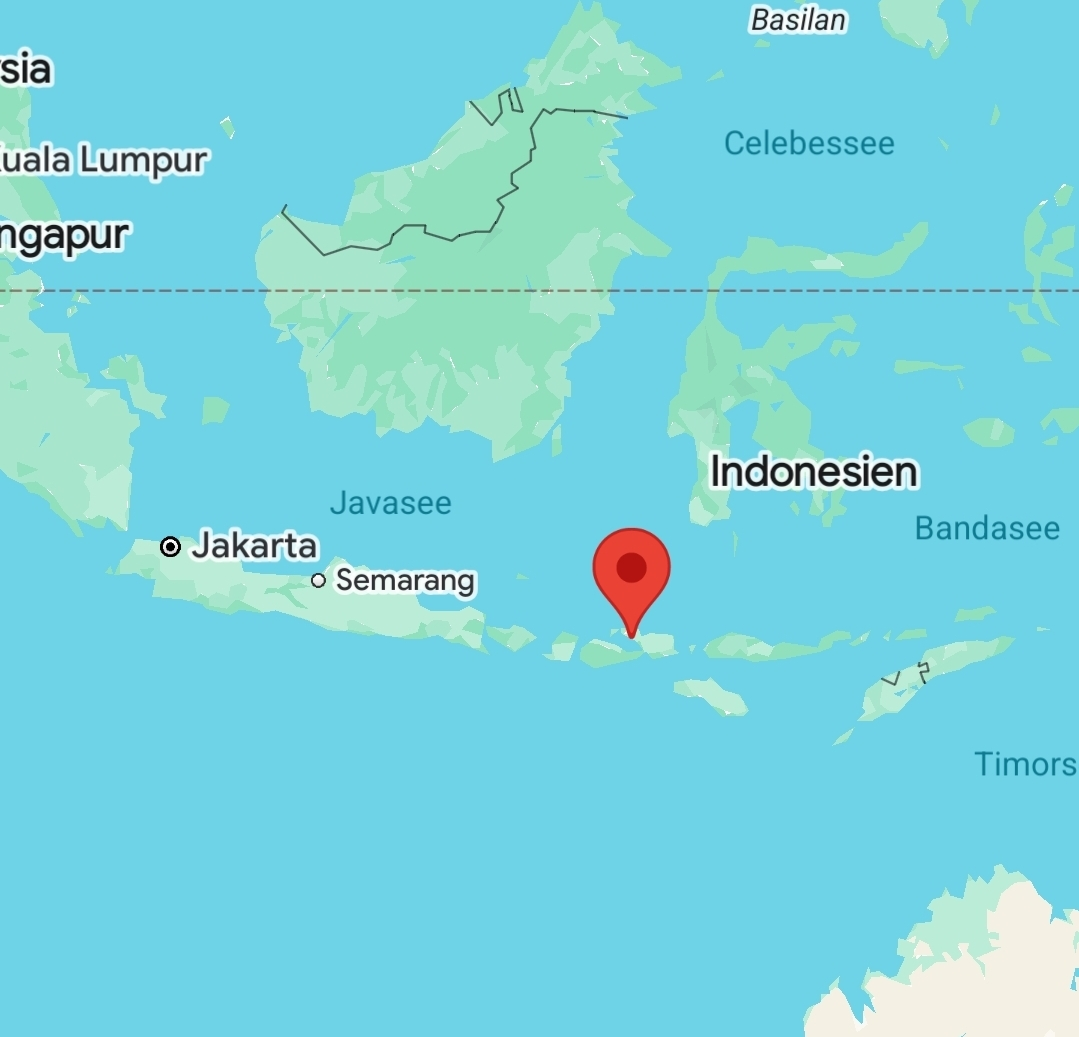 Basilan
sia
Celebessee
uala Lumpur
ngapur
Indonesien
Javasee
Bandasee
Jakarta
Semarang
Timors